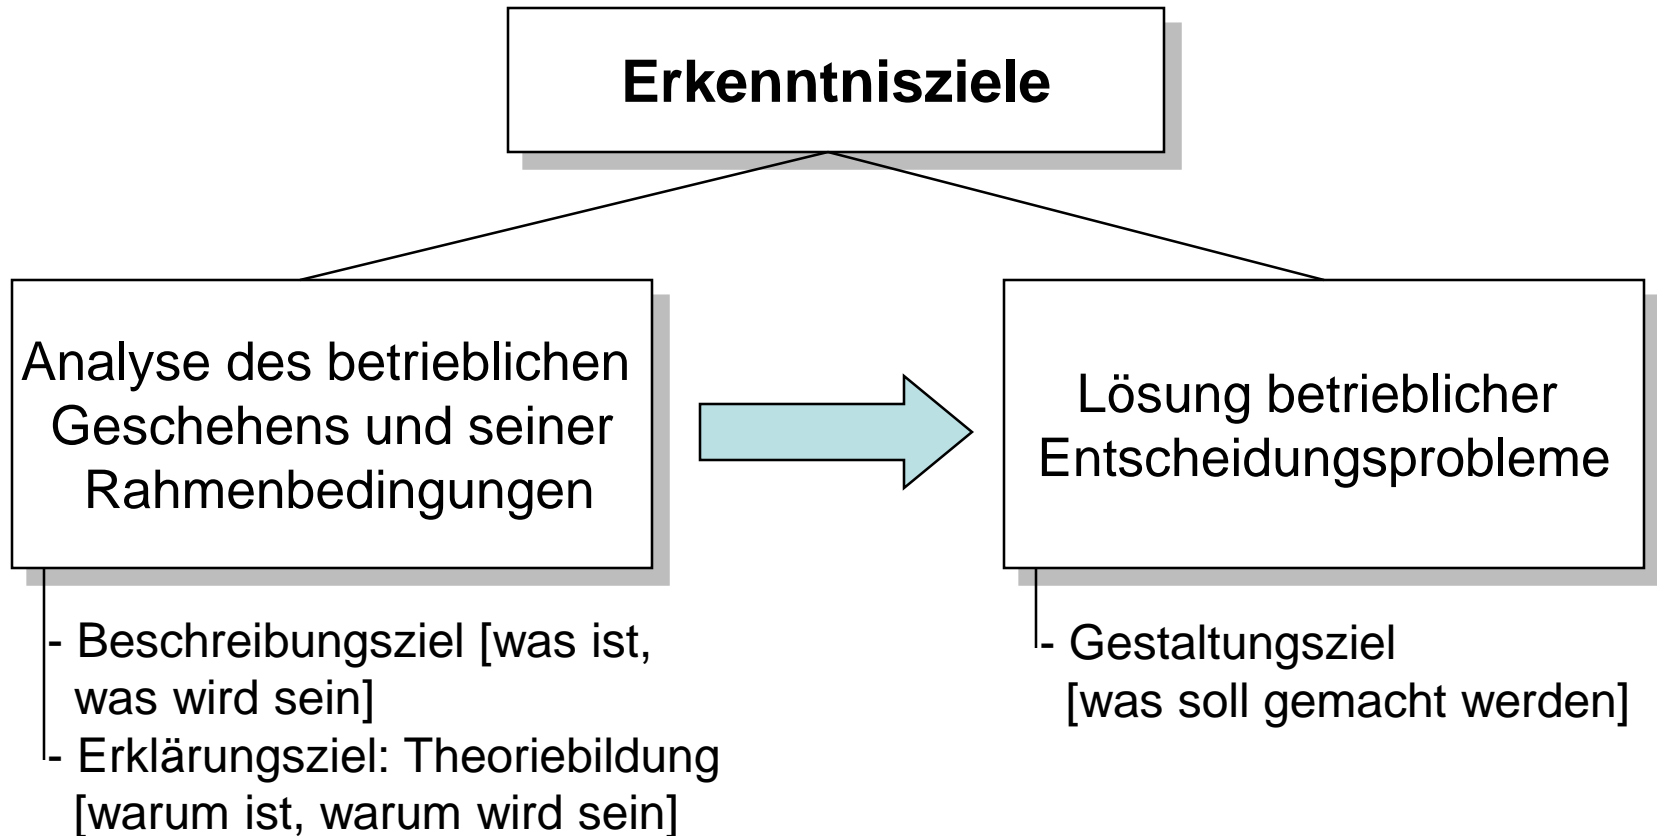 Erkenntnisziele
Analyse des betrieblichen
Geschehens und seiner
Rahmenbedingungen
Lösung betrieblicher
Entscheidungsprobleme
- Beschreibungsziel [was ist,
was wird sein]
- Erklärungsziel: Theoriebildung
[warum ist, warum wird sein]
- Gestaltungsziel
[was soll gemacht werden]